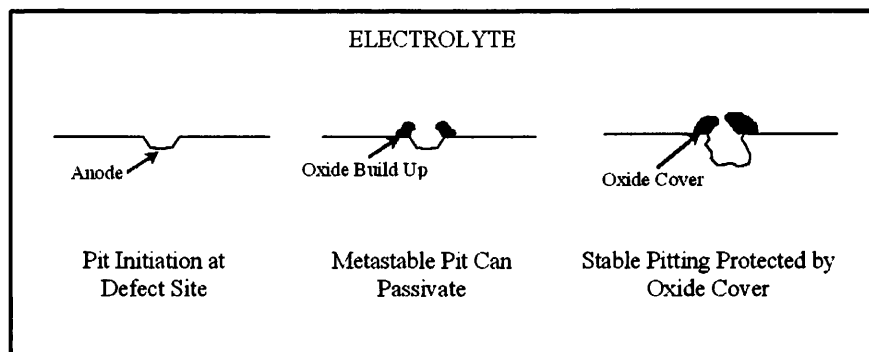 ELECTROLYTE
Anode
Oxide Build Up
Oxide Cover
Pit Initiation at
Defect Site
Metastable Pit Can
Passivate
Stable Pitting Protected by
Oxide Cover